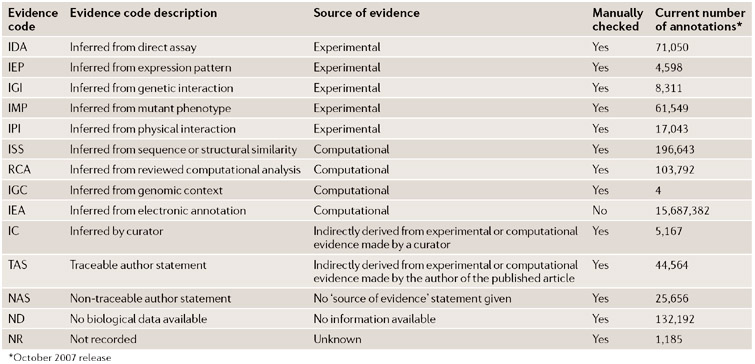 Evidence code Evidence code description Source of evidence Manually checked Current number of annotations*
IDA Inferred from direct assay Experimental Yes 71,050
IEP Inferred from expression pattern Experimental Yes 4,598
IGI Inferred from genetic interaction Experimental Yes 8,311
IMP Inferred from mutant phenotype Experimental Yes 61,549
IPI Inferred from physical interaction Experimental Yes 17,043
ISS Inferred from sequence or structural similarity Computational Yes 196,643
RCA Inferred from reviewed computational analysis Computational Yes 103,792
IGC Inferred from genomic context Computational Yes 4
IEA Inferred from electronic annotation Computational No 15,687,382
IC Inferred by curator Indirectly derived from experimental or computational Yes 5,167
evidence made by a curator
TAS Traceable author statement Indirectly derived from experimental or computational Yes 44,564
evidence made by the author of the published article
NAS Non-traceable author statement No ‘source of evidence’ statement given Yes 25,656
ND No biological data available No information available Yes 132,192
NR Not recorded Unknown Yes 1,185
*October 2007 release